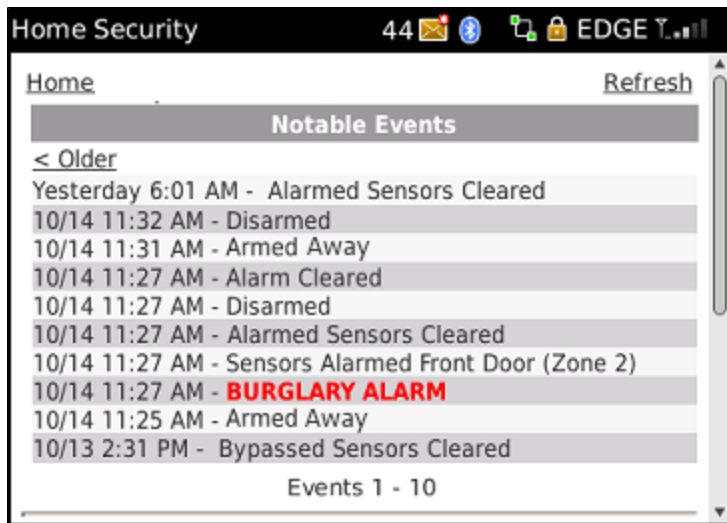 Home Security 44 EDGE
Home Refresh
Notable Events
< Older
Yesterday 6:01 AM - Alarmed Sensors Cleared
10/14 11:32 AM - Disarmed
10/14 11:31 AM - Armed Away
10/14 11:27 AM - Alarm Cleared
10/14 11:27 AM - Disarmed
10/14 11:27 AM - Alarmed Sensors Cleared
10/14 11:27 AM - Sensors Alarmed Front Door (Zone 2)
10/14 11:27 AM - BURGLARY ALARM
10/14 11:25 AM - Armed Away
10/13 2:31 PM - Bypassed Sensors Cleared
Events 1 - 10